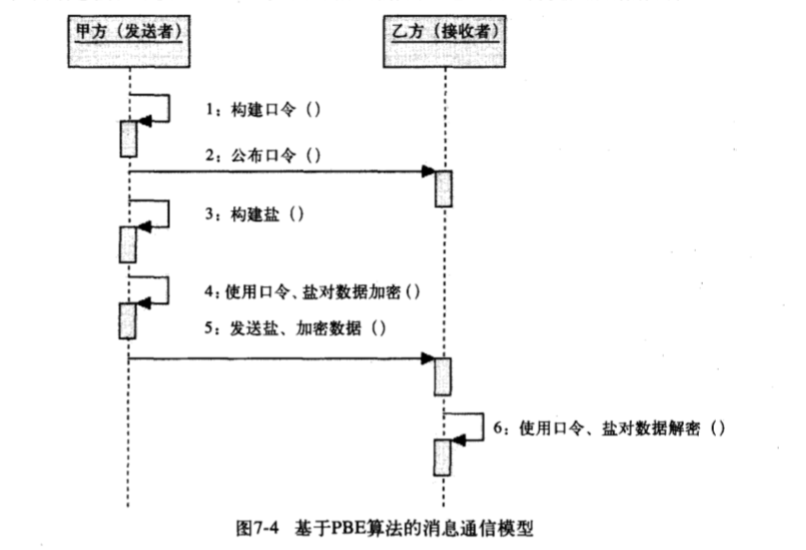 甲方（发送者）
乙方（接收者）
1：构建口令（）
2：公布口令（）
3：构建盐（）
4：使用口令、盐对数据加密（）
5：发送盐、加密数据（）
6：使用口令、盐对数据解密（）
图7-4 基于PBE算法的消息通信模型